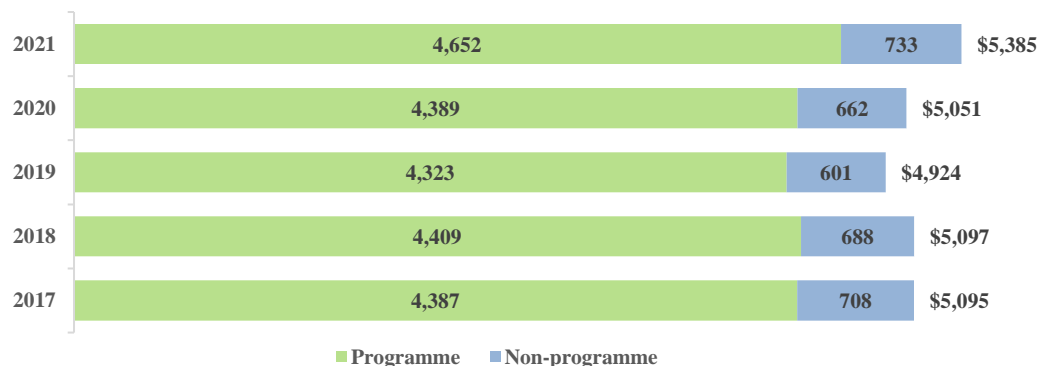 2021 4,652 733 $5,385
2020 4,389 662 $5,051
2019 4,323 601 $4,924
2018 4,409 688 $5,097
2017 4,387 708 $5,095
Programme Non-programme